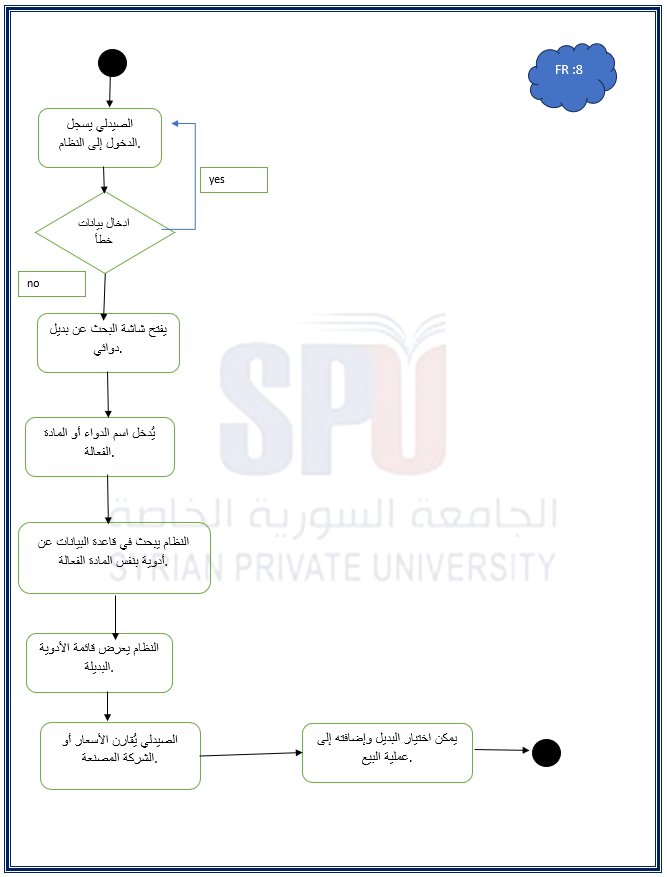 FR :8
الصيدلي يسجل
الدخول إلى النظام.
yes
ادخال بيانات
خطأ
no
يفتح شاشة البحث عن بديل
دوائي.
يُدخل اسم الدواء أو المادة
الفعالة.
النظام يبحث في قاعدة البيانات عن
أدوية بنفس المادة الفعالة.
النظام يعرض قائمة الأدوية
البديلة.
الصيدلي يُقارن الأسعار أو
الشركة المصنعة.
يمكن اختيار البديل وإضافته إلى
عملية البيع.
SPU
الجامعة السورية الخاصة
SYRIAN PRIVATE UNIVERSITY